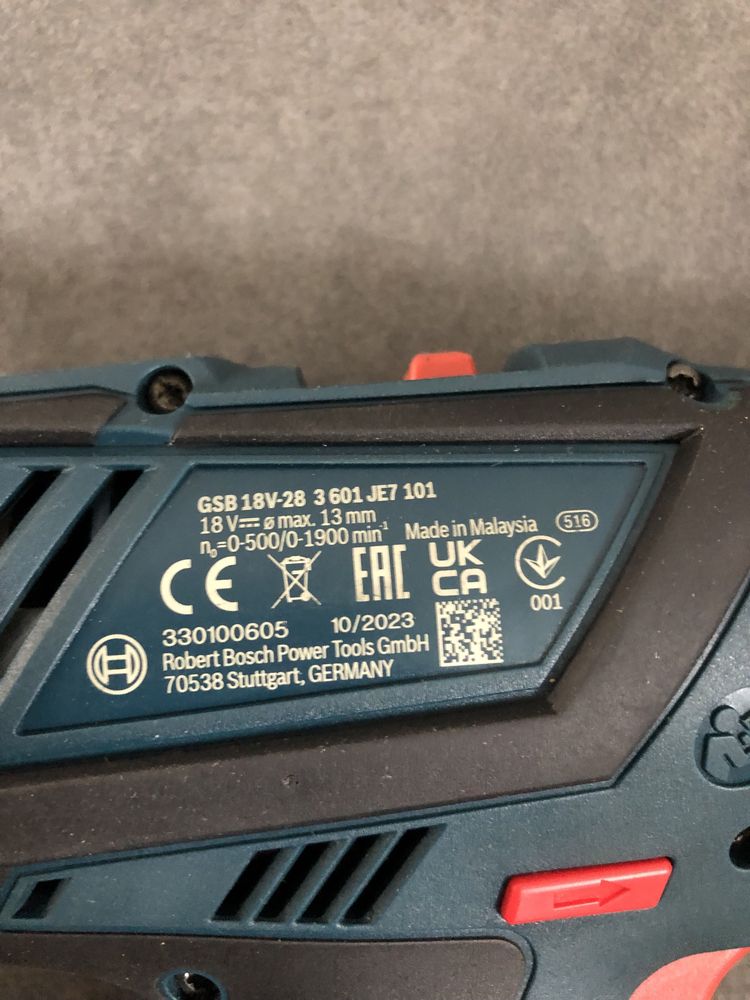 GSB 18V-28 3 601 JE7 101
18 V⎓ ø max. 13 mm
n₀=0-500/0-1900 min⁻¹ Made in Malaysia 516
CE EAC UK CA
001
330100605 10/2023
Robert Bosch Power Tools GmbH
70538 Stuttgart, GERMANY